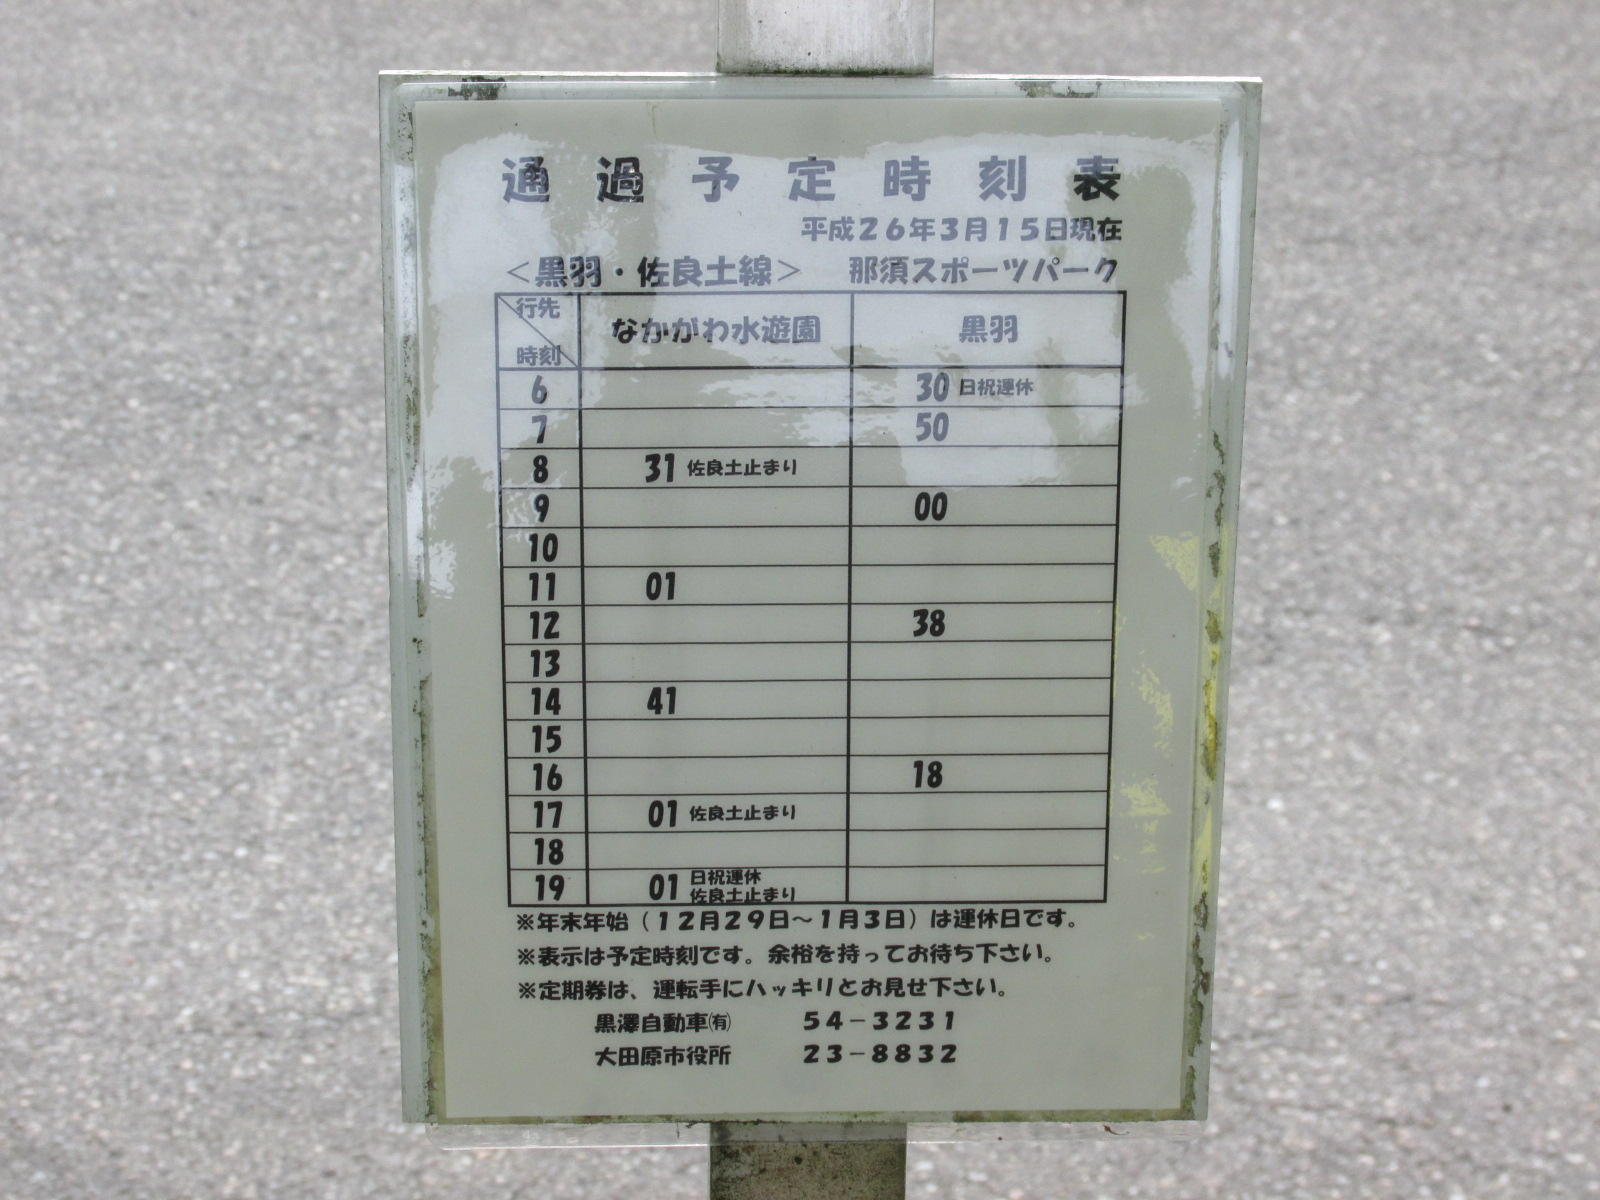 通過予定時刻表
平成26年3月15日現在
<黒羽・佐良土線> 那須スポーツパーク
行先
時刻
なかがわ水遊園 黒羽
6 30 日祝運休
7 50
8 31 佐良土止まり
9 00
10
11 01
12 38
13
14 41
15
16 18
17 01 佐良土止まり
18
19 01 日祝運休
佐良土止まり
※年末年始(12月29日～1月3日)は運休日です。
※表示は予定時刻です。余裕を持ってお待ち下さい。
※定期券は、運転手にハッキリとお見せ下さい。
黒澤自動車㈲ 54-3231
大田原市役所 23-8832